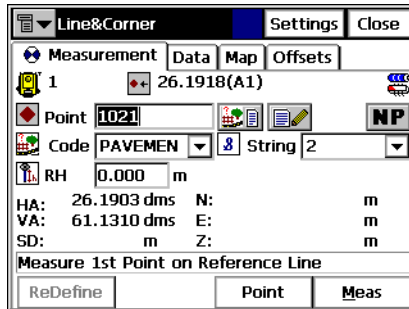 Line&Corner Settings Close
Measurement Data Map Offsets
1 26.1918(A1)
Point 1021 NP
Code PAVEMEN String 2
RH 0.000 m
HA: 26.1903 dms N: m
VA: 61.1310 dms E: m
SD: m Z: m
Measure 1st Point on Reference Line
ReDefine Point Meas